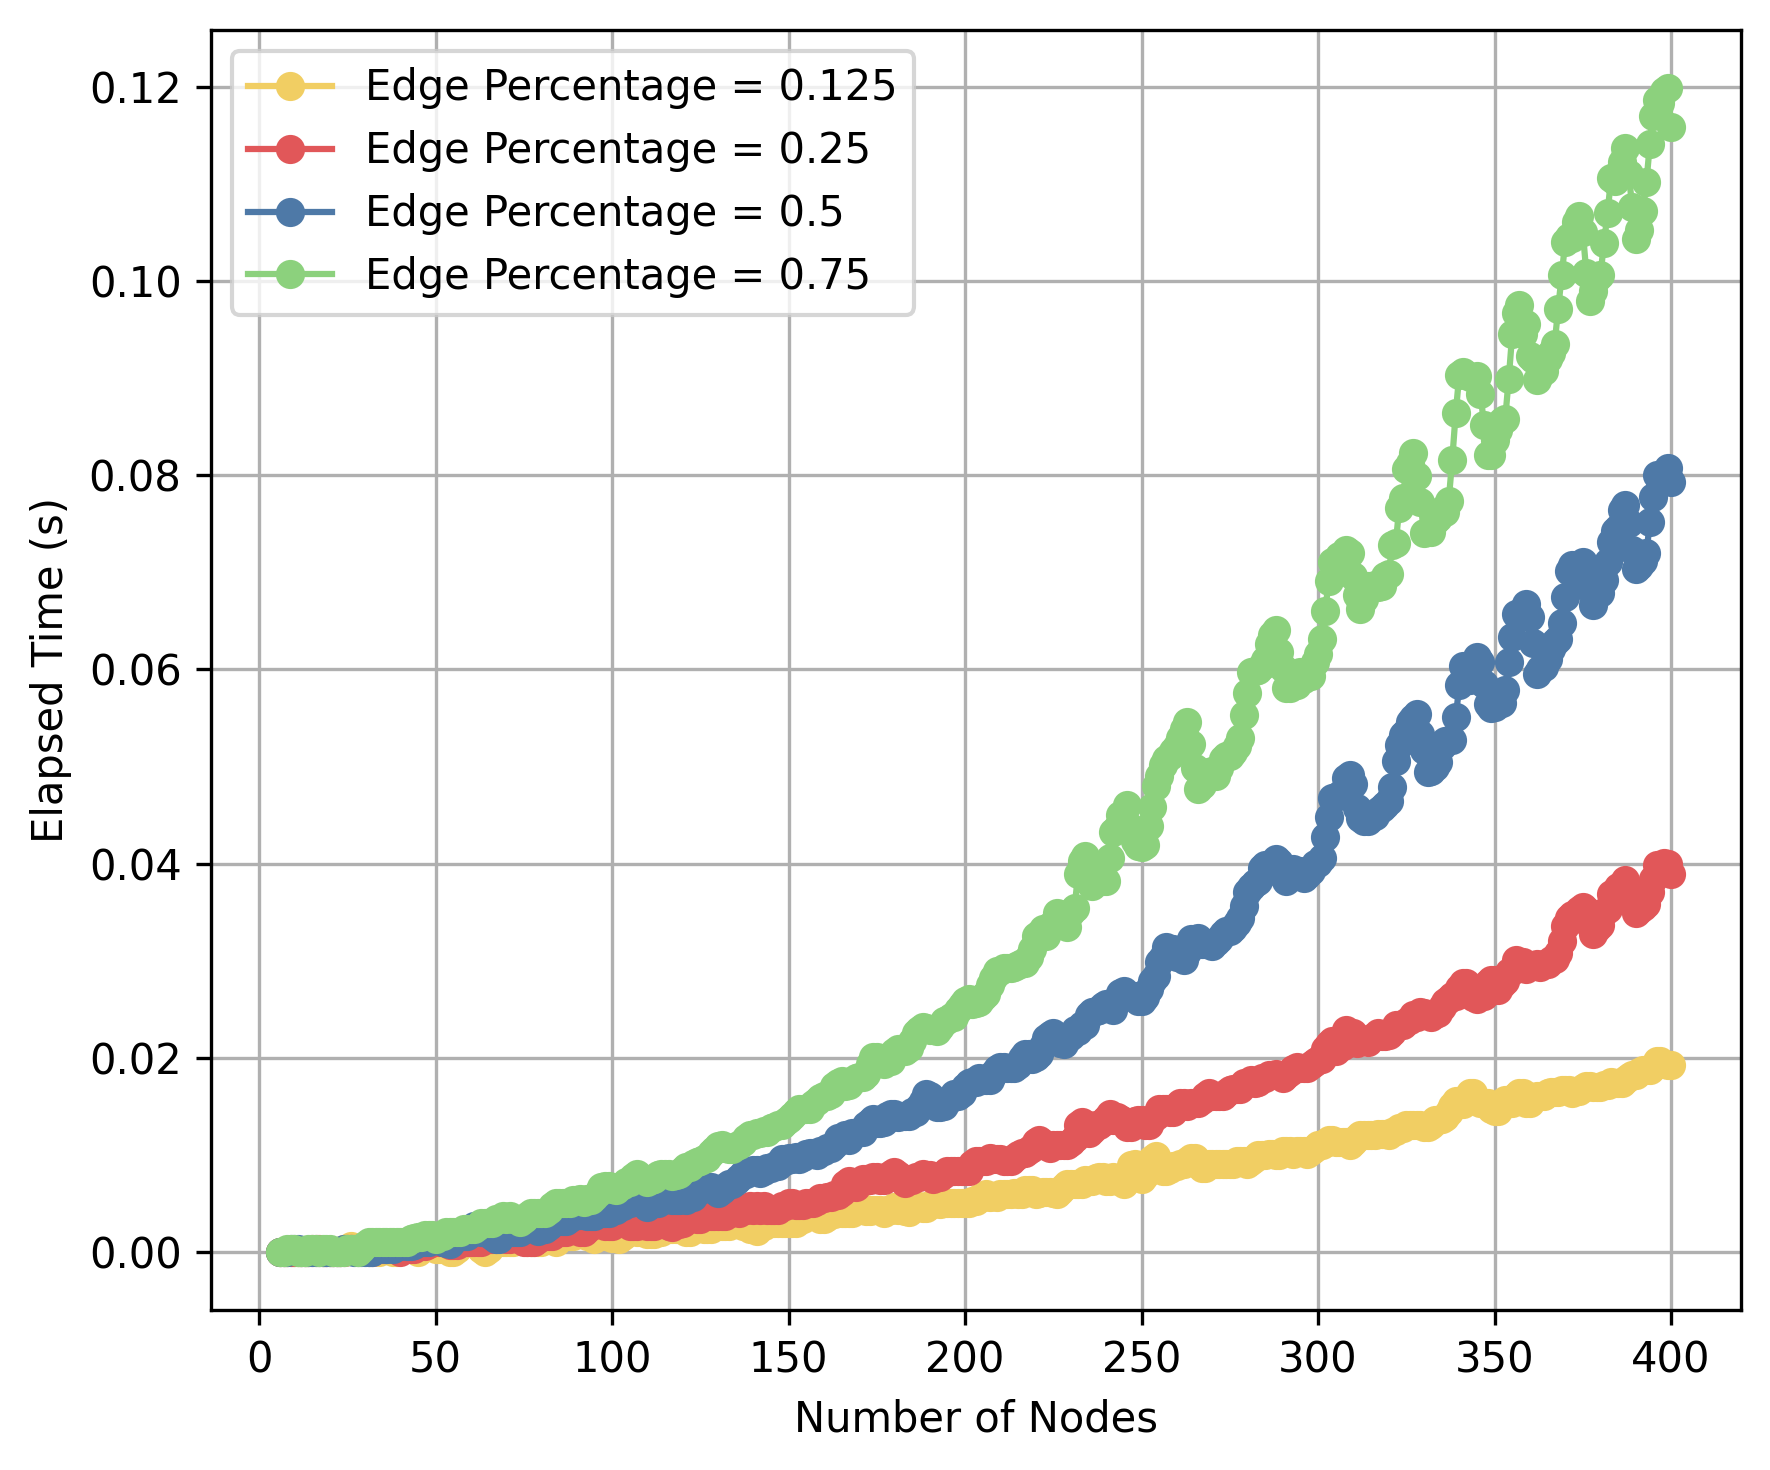 Edge Percentage = 0.125
Edge Percentage = 0.25
Edge Percentage = 0.5
Edge Percentage = 0.75
0.12
0.10
0.08
0.06
0.04
0.02
0.00
Elapsed Time (s)
0 50 100 150 200 250 300 350 400
Number of Nodes